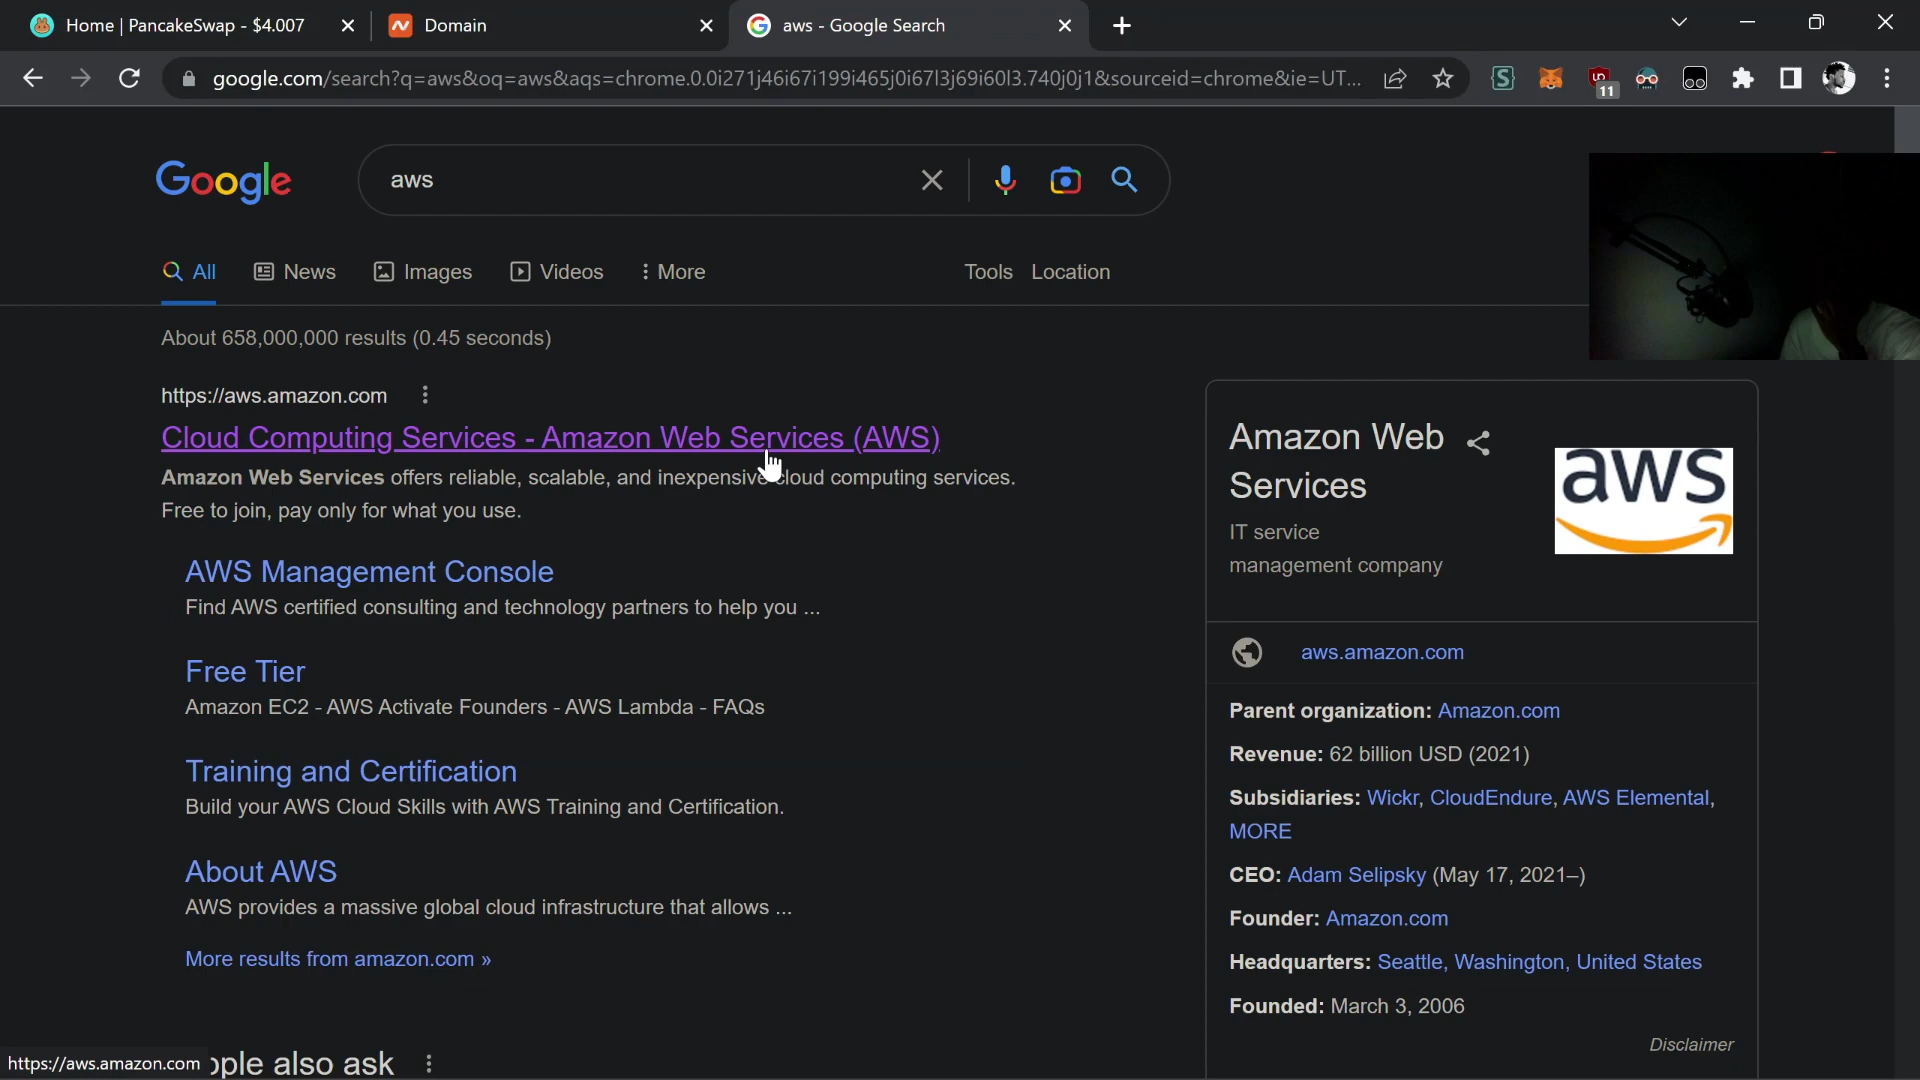 Home | PancakeSwap - $4.007
Domain
aws - Google Search
google.com/search?q=aws&oq=aws&aqs=chrome.0.0i271j46i67i199i465j0i67l3j69i60l3.740j0j1&sourceid=chrome&ie=UT...
11
Google
aws
All
News
Images
Videos
More
Tools
Location
About 658,000,000 results (0.45 seconds)
https://aws.amazon.com
Cloud Computing Services - Amazon Web Services (AWS)
Amazon Web Services offers reliable, scalable, and inexpensive cloud computing services.
Free to join, pay only for what you use.
AWS Management Console
Find AWS certified consulting and technology partners to help you ...
Free Tier
Amazon EC2 - AWS Activate Founders - AWS Lambda - FAQs
Training and Certification
Build your AWS Cloud Skills with AWS Training and Certification.
About AWS
AWS provides a massive global cloud infrastructure that allows ...
More results from amazon.com »
ople also ask
https://aws.amazon.com
Amazon Web
Services
IT service
management company
aws
aws.amazon.com
Parent organization: Amazon.com
Revenue: 62 billion USD (2021)
Subsidiaries: Wickr, CloudEndure, AWS Elemental,
MORE
CEO: Adam Selipsky (May 17, 2021–)
Founder: Amazon.com
Headquarters: Seattle, Washington, United States
Founded: March 3, 2006
Disclaimer